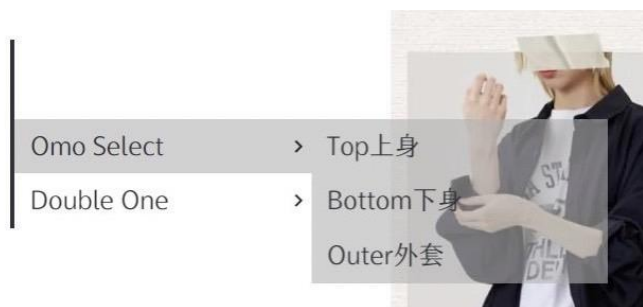 Omo Select
Double One
Top上身
Bottom下身
Outer外套